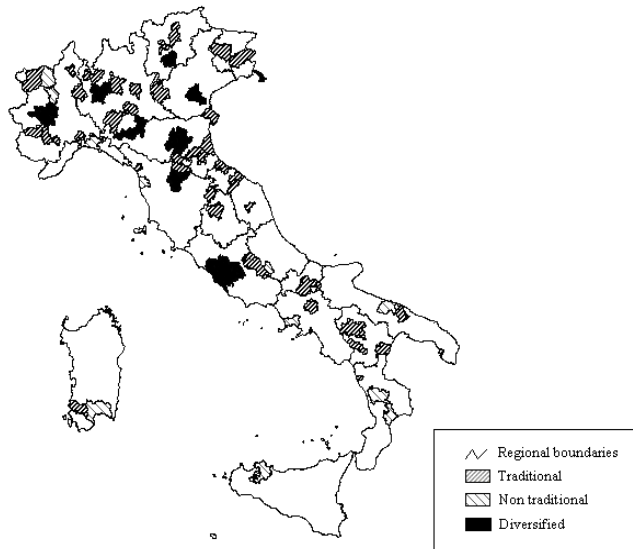 Regional boundaries
Traditional
Non traditional
Diversified